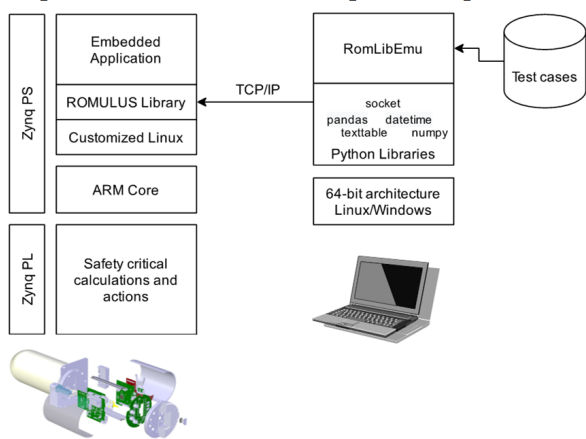 Zynq PS
Embedded
Application
ROMULUS Library
Customized Linux
ARM Core
Zynq PL
Safety critical
calculations and
actions
TCP/IP
RomLibEmu
socket
pandas datetime
texttable numpy
Python Libraries
64-bit architecture
Linux/Windows
Test cases